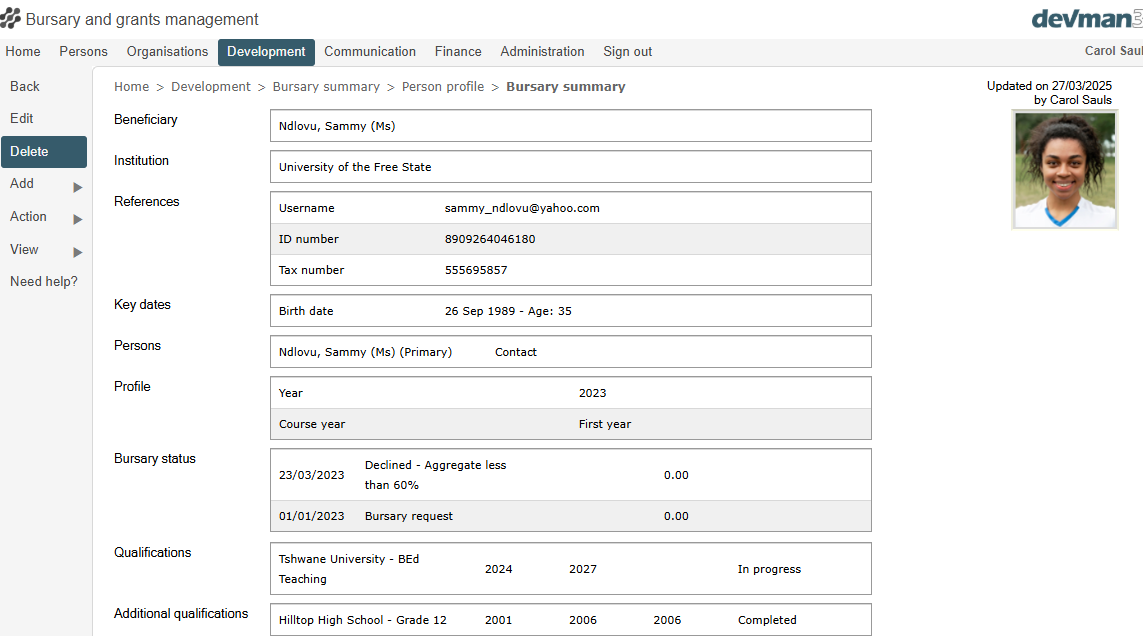 Bursary and grants management
devman3
Home Persons Organisations Development Communication Finance Administration Sign out
Back
Edit
Delete
Add
Action
View
Need help?
Home > Development > Bursary summary > Person profile > Bursary summary
Updated on 27/03/2025
by Carol Sauls
Beneficiary
Ndlovu, Sammy (Ms)
Institution
University of the Free State
References
Username sammy_ndlovu@yahoo.com
ID number 8909264046180
Tax number 555695857
Key dates
Birth date 26 Sep 1989 - Age: 35
Persons
Ndlovu, Sammy (Ms) (Primary) Contact
Profile
Year 2023
Course year First year
Bursary status
23/03/2023 Declined - Aggregate less 0.00
than 60%
01/01/2023 Bursary request 0.00
Qualifications
Tshwane University - BEd 2024 2027 In progress
Teaching
Additional qualifications
Hilltop High School - Grade 12 2001 2006 2006 Completed